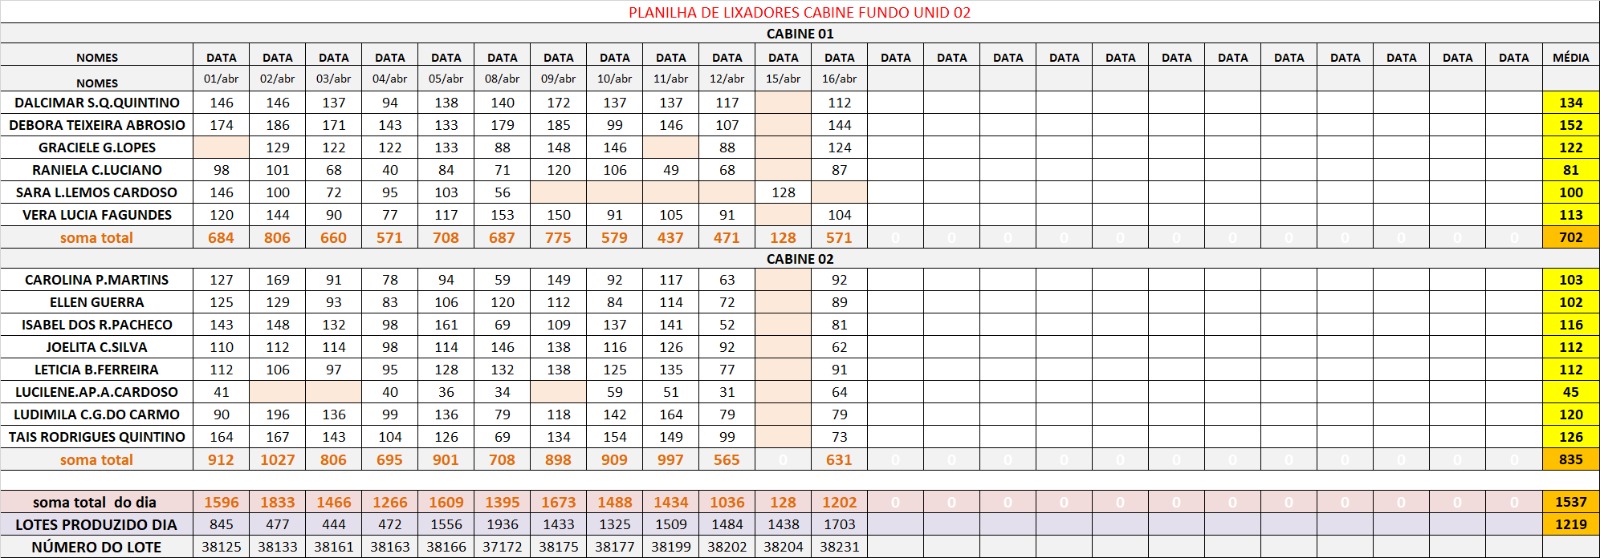 PLANILHA DE LIXADORES CABINE FUNDO UNID 02
CABINE 01
NOMES DATA DATA DATA DATA DATA DATA DATA DATA DATA DATA DATA DATA DATA DATA DATA DATA DATA DATA DATA DATA DATA DATA DATA DATA MÉDIA
NOMES 01/abr 02/abr 03/abr 04/abr 05/abr 08/abr 09/abr 10/abr 11/abr 12/abr 15/abr 16/abr
DALCIMAR S.Q.QUINTINO 146 146 137 94 138 140 172 137 137 117 112 134
DEBORA TEIXEIRA ABROSIO 174 186 171 143 133 179 185 99 146 107 144 152
GRACIELE G.LOPES 129 122 122 133 88 148 146 88 124 122
RANIELA C.LUCIANO 98 101 68 40 84 71 120 106 49 68 87 81
SARA L.LEMOS CARDOSO 146 100 72 95 103 56 128 100
VERA LUCIA FAGUNDES 120 144 90 77 117 153 150 91 105 91 104 113
soma total 684 806 660 571 708 687 775 579 437 471 128 571 0 0 0 0 0 0 0 0 0 0 0 0 702
CABINE 02
CAROLINA P.MARTINS 127 169 91 78 94 59 149 92 117 63 92 103
ELLEN GUERRA 125 129 93 83 106 120 112 84 114 72 89 102
ISABEL DOS R.PACHECO 143 148 132 98 161 69 109 137 141 52 81 116
JOELITA C.SILVA 110 112 114 98 114 146 138 116 126 92 62 112
LETICIA B.FERREIRA 112 106 97 95 128 132 138 125 135 77 91 112
LUCILENE.AP.A.CARDOSO 41 40 36 34 59 51 31 64 45
LUDIMILA C.G.DO CARMO 90 196 136 99 136 79 118 142 164 79 79 120
TAIS RODRIGUES QUINTINO 164 167 143 104 126 69 134 154 149 99 73 126
soma total 912 1027 806 695 901 708 898 909 997 565 0 631 0 0 0 0 0 0 0 0 0 0 0 0 835
soma total do dia 1596 1833 1466 1266 1609 1395 1673 1488 1434 1036 128 1202 0 0 0 0 0 0 0 0 0 0 0 0 1537
LOTES PRODUZIDO DIA 845 477 444 472 1556 1936 1433 1325 1509 1484 1438 1703 1219
NÚMERO DO LOTE 38125 38133 38161 38163 38166 37172 38175 38177 38199 38202 38204 38231